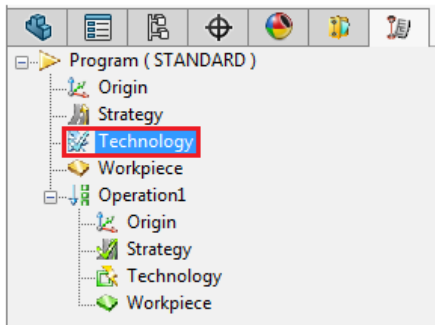 Program ( STANDARD )
Origin
Strategy
Technology
Workpiece
Operation1
Origin
Strategy
Technology
Workpiece